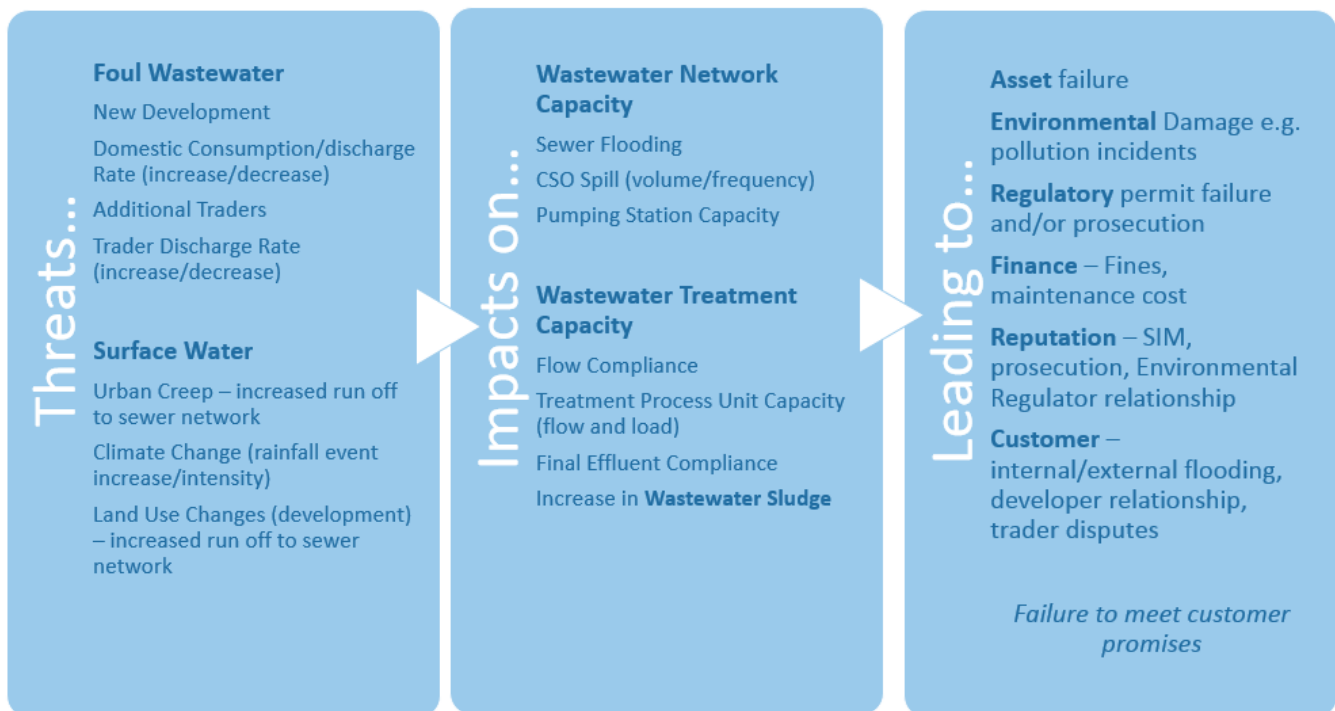 Threats...
Foul Wastewater
New Development
Domestic Consumption/discharge
Rate (increase/decrease)
Additional Traders
Trader Discharge Rate
(increase/decrease)
Surface Water
Urban Creep – increased run off
to sewer network
Climate Change (rainfall event
increase/intensity)
Land Use Changes (development)
– increased run off to sewer
network
Impacts on...
Wastewater Network
Capacity
Sewer Flooding
CSO Spill (volume/frequency)
Pumping Station Capacity
Wastewater Treatment
Capacity
Flow Compliance
Treatment Process Unit Capacity
(flow and load)
Final Effluent Compliance
Increase in Wastewater Sludge
Leading to...
Asset failure
Environmental Damage e.g.
pollution incidents
Regulatory permit failure
and/or prosecution
Finance – Fines,
maintenance cost
Reputation – SIM,
prosecution, Environmental
Regulator relationship
Customer –
internal/external flooding,
developer relationship,
trader disputes
Failure to meet customer
promises